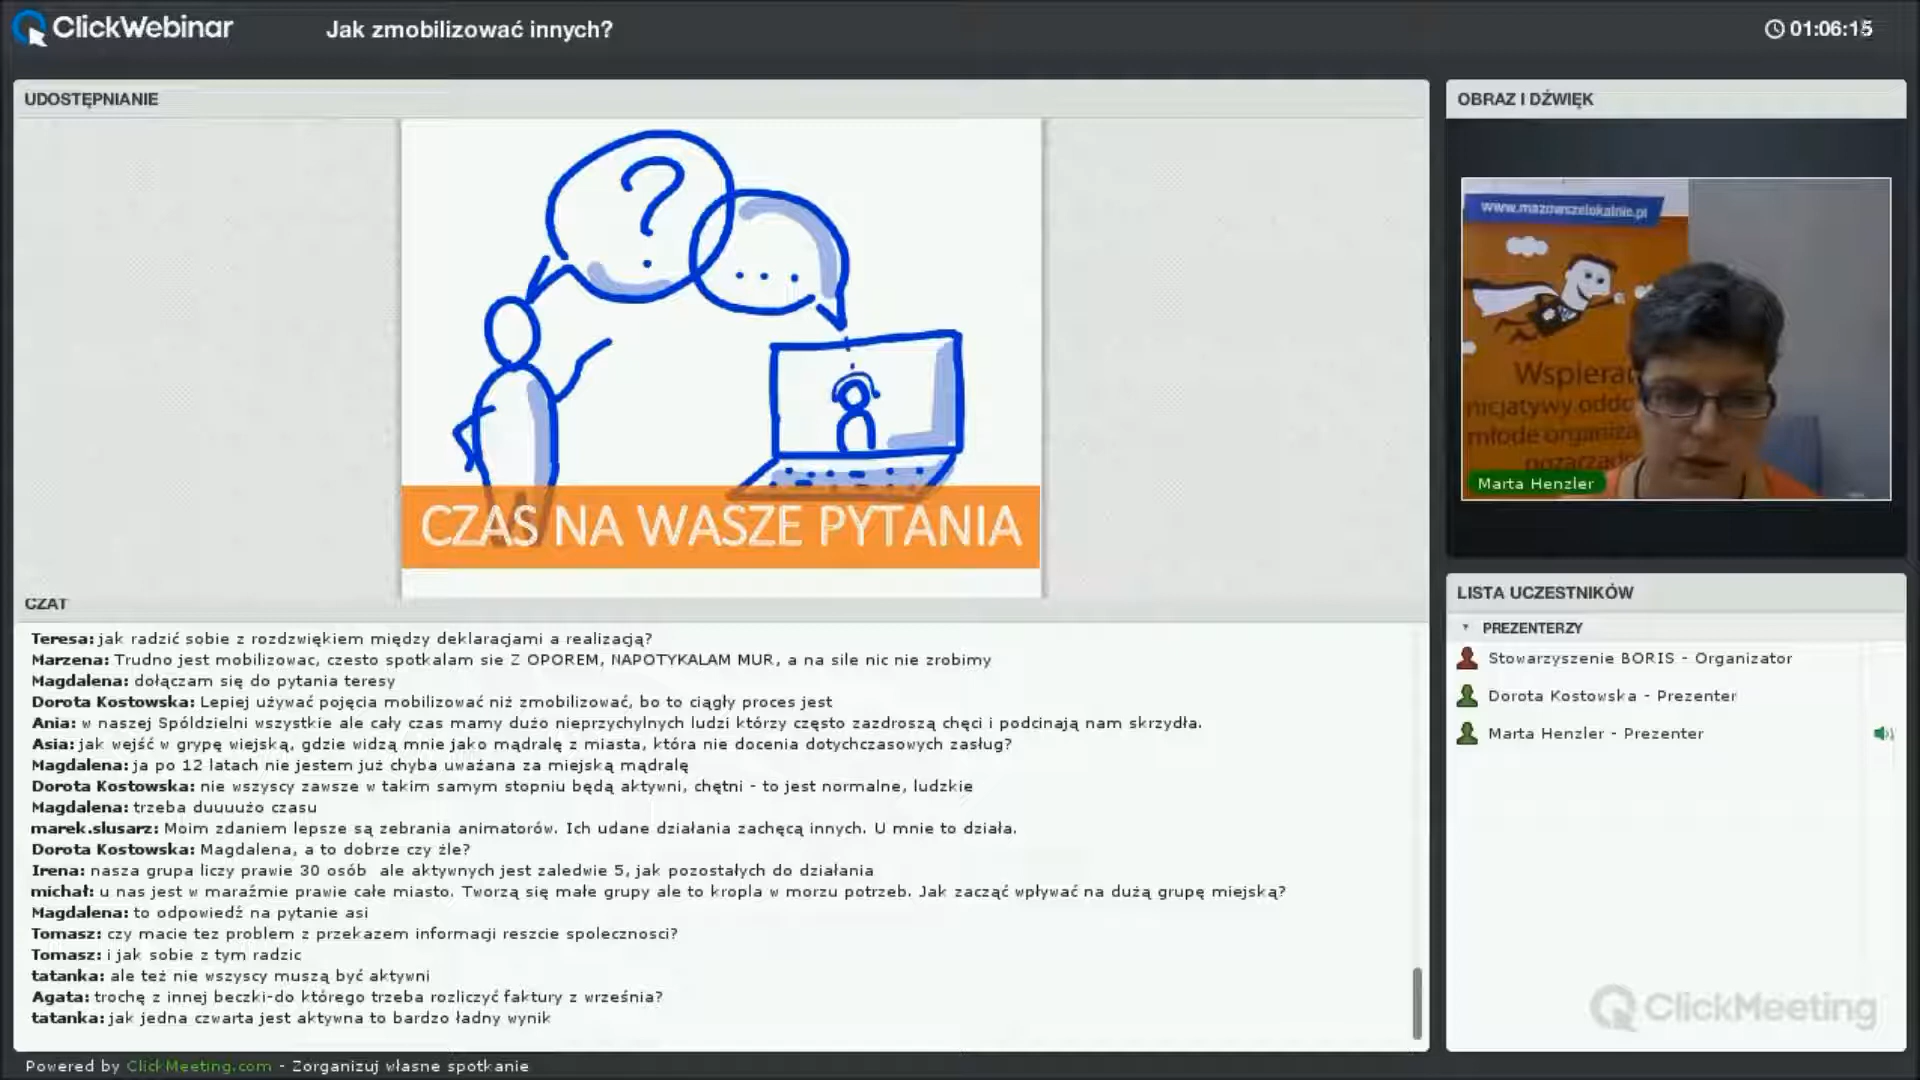 ClickWebinar
Jak zmobilizować innych?
01:06:15
UDOSTĘPNIANIE
?
...
CZAS NA WASZE PYTANIA
OBRAZ I DŹWIĘK
www.mazowszelokalnie.pl
Wspiera
nicjatywy oddo
młode organiza
pozarząd
Marta Henzler
CZAT
Teresa: jak radzić sobie z rozdzwiękiem między deklaracjami a realizacją?
Marzena: Trudno jest mobilizowac, czesto spotkalam sie Z OPOREM, NAPOTYKALAM MUR, a na sile nic nie zrobimy
Magdalena: dołączam się do pytania teresy
Dorota Kostowska: Lepiej używać pojęcia mobilizować niż zmobilizować, bo to ciągły proces jest
Ania: w naszej Spóldzielni wszystkie ale cały czas mamy dużo nieprzychylnych ludzi którzy często zazdroszą chęci i podcinają nam skrzydła.
Asia: jak wejść w grypę wiejską, gdzie widzą mnie jako mądralę z miasta, która nie docenia dotychczasowych zasług?
Magdalena: ja po 12 latach nie jestem już chyba uważana za miejską mądralę
Dorota Kostowska: nie wszyscy zawsze w takim samym stopniu będą aktywni, chętni - to jest normalne, ludzkie
Magdalena: trzeba duuuużo czasu
marek.slusarz: Moim zdaniem lepsze są zebrania animatorów. Ich udane działania zachęcą innych. U mnie to działa.
Dorota Kostowska: Magdalena, a to dobrze czy źle?
Irena: nasza grupa liczy prawie 30 osób  ale aktywnych jest zaledwie 5, jak pozostałych do działania
michał: u nas jest w maraźmie prawie całe miasto. Tworzą się małe grupy ale to kropla w morzu potrzeb. Jak zacząć wpływać na dużą grupę miejską?
Magdalena: to odpowiedź na pytanie asi
Tomasz: czy macie tez problem z przekazem informacji reszcie spolecznosci?
Tomasz: i jak sobie z tym radzic
tatanka: ale też nie wszyscy muszą być aktywni
Agata: trochę z innej beczki-do którego trzeba rozliczyć faktury z września?
tatanka: jak jedna czwarta jest aktywna to bardzo ładny wynik
LISTA UCZESTNIKÓW
PREZENTERZY
Stowarzyszenie BORIS - Organizator
Dorota Kostowska - Prezenter
Marta Henzler - Prezenter
ClickMeeting
Powered by ClickMeeting.com - Zorganizuj własne spotkanie